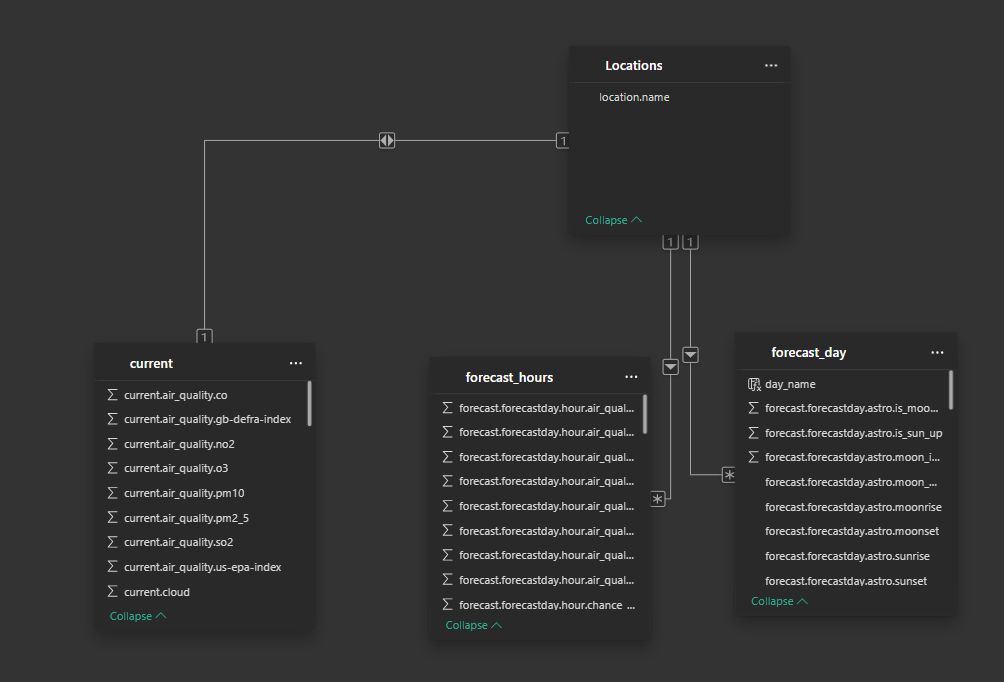 Locations
location.name
Collapse
1
1
1
1
current
current.air_quality.co
current.air_quality.gb-defra-index
current.air_quality.no2
current.air_quality.o3
current.air_quality.pm10
current.air_quality.pm2_5
current.air_quality.so2
current.air_quality.us-epa-index
current.cloud
Collapse
forecast_hours
forecast.forecastday.hour.air_qual...
forecast.forecastday.hour.air_qual...
forecast.forecastday.hour.air_qual...
forecast.forecastday.hour.air_qual...
forecast.forecastday.hour.air_qual...
forecast.forecastday.hour.air_qual...
forecast.forecastday.hour.air_qual...
forecast.forecastday.hour.air_qual...
forecast.forecastday.hour.chance_...
Collapse
*
forecast_day
day_name
forecast.forecastday.astro.is_moo...
forecast.forecastday.astro.is_sun_up
forecast.forecastday.astro.moon_i...
forecast.forecastday.astro.moon_...
forecast.forecastday.astro.moonrise
forecast.forecastday.astro.moonset
forecast.forecastday.astro.sunrise
forecast.forecastday.astro.sunset
Collapse
*